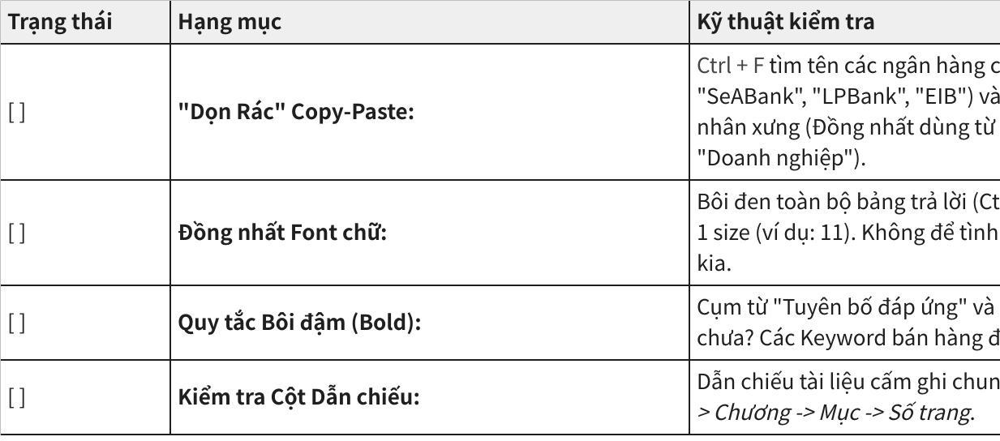 Trạng thái Hạng mục Kỹ thuật kiểm tra
[ ] "Dọn Rác" Copy-Paste:
Ctrl + F tìm tên các ngân hàng c
"SeABank", "LPBank", "EIB") và
nhân xưng (Đồng nhất dùng từ
"Doanh nghiệp").
[ ] Đồng nhất Font chữ:
Bôi đen toàn bộ bảng trả lời (Ct
1 size (ví dụ: 11). Không để tình
kia.
[ ] Quy tắc Bôi đậm (Bold):
Cụm từ "Tuyên bố đáp ứng" và
chưa? Các Keyword bán hàng đ
[ ] Kiểm tra Cột Dẫn chiếu:
Dẫn chiếu tài liệu cấm ghi chun
> Chương -> Mục -> Số trang.